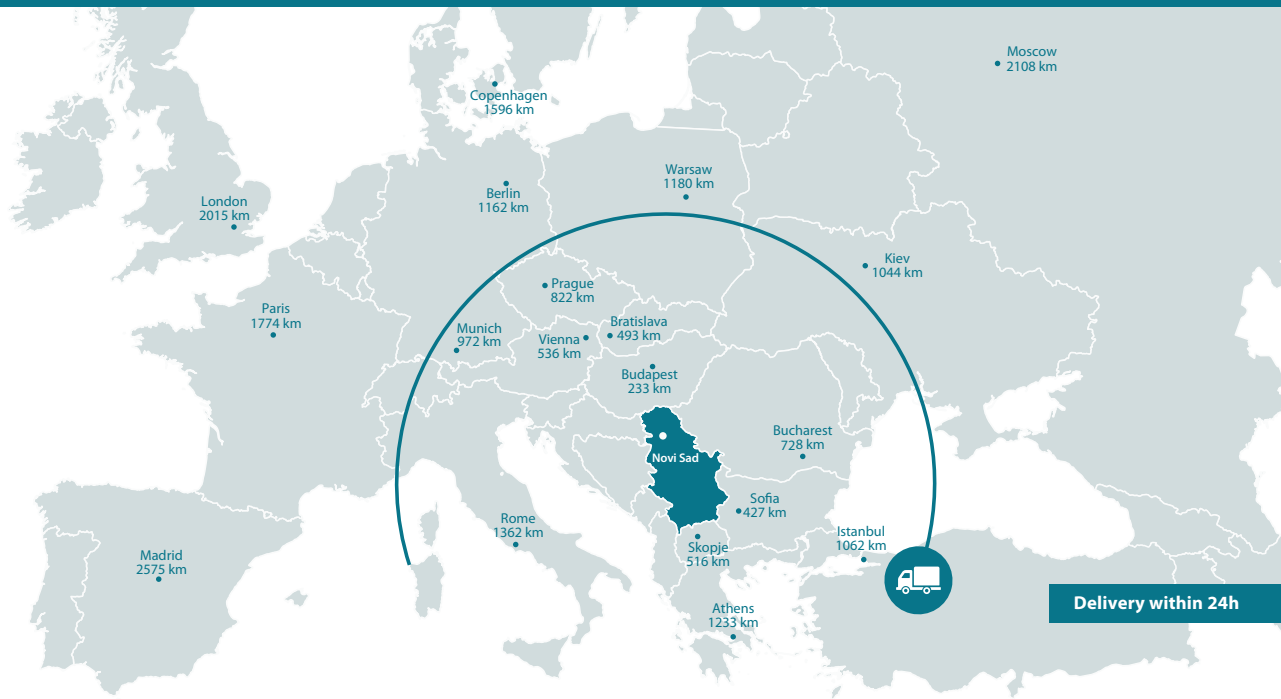 Moscow
2108 km
Copenhagen
1596 km
Warsaw
1180 km
Berlin
1162 km
London
2015 km
Kiev
1044 km
Prague
822 km
Paris
1774 km
Munich
972 km
Bratislava
493 km
Vienna
536 km
Budapest
233 km
Bucharest
728 km
Novi Sad
Sofia
427 km
Rome
1362 km
Istanbul
1062 km
Skopje
516 km
Madrid
2575 km
Delivery within 24h
Athens
1233 km